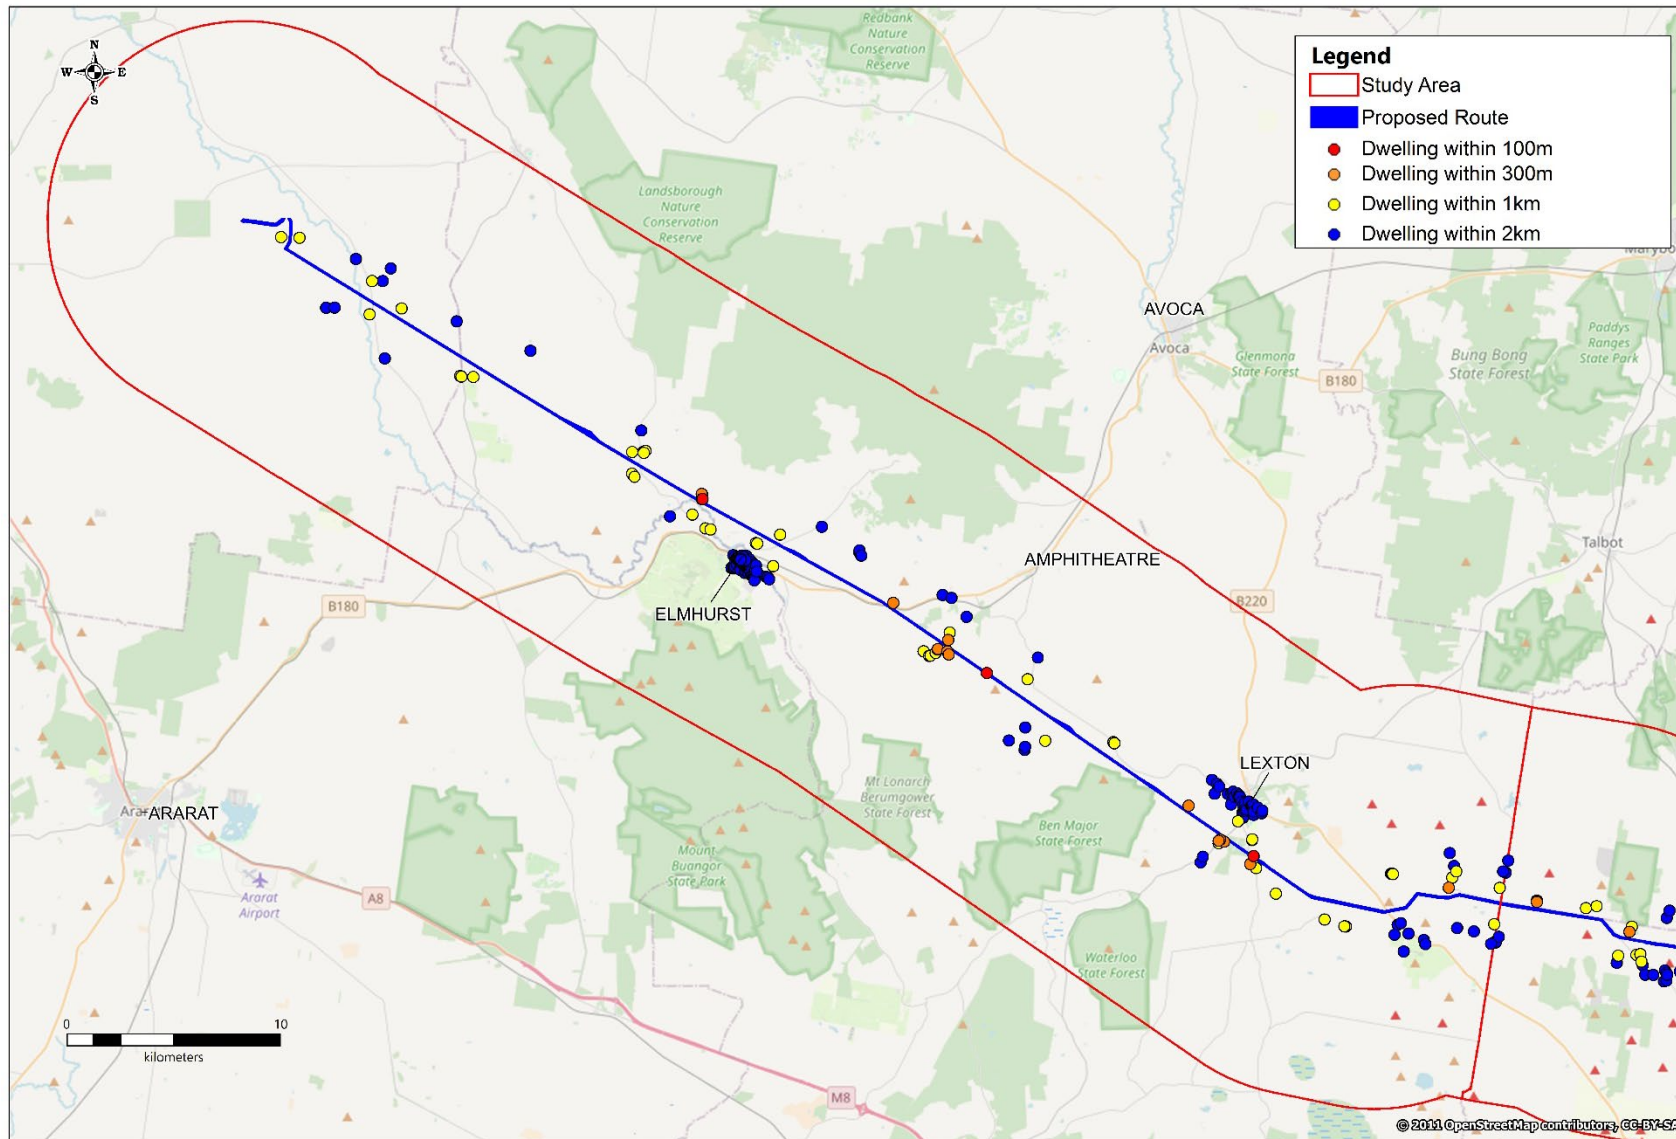 Redbank
Nature
Conservation
Reserve
N
W E
S
Legend
Study Area
Proposed Route
Dwelling within 100m
Dwelling within 300m
Dwelling within 1km
Dwelling within 2km
Landsborough
Nature
Conservation
Reserve
AVOCA
Avoca
Glenmona
State Forest
B180
Bung Bong
State Forest
Paddys
Ranges
State Park
Talbot
AMPHITHEATRE
B220
B180
ELMHURST
LEXTON
Mt Lonarch
Berumgower
State Forest
Ben Major
State Forest
ARARAT
Mount
Buangor
State Park
A8
Ararat
Airport
Waterloo
State Forest
0 10
kilometers
M8
© 2011 OpenStreetMap contributors, CC-BY-S